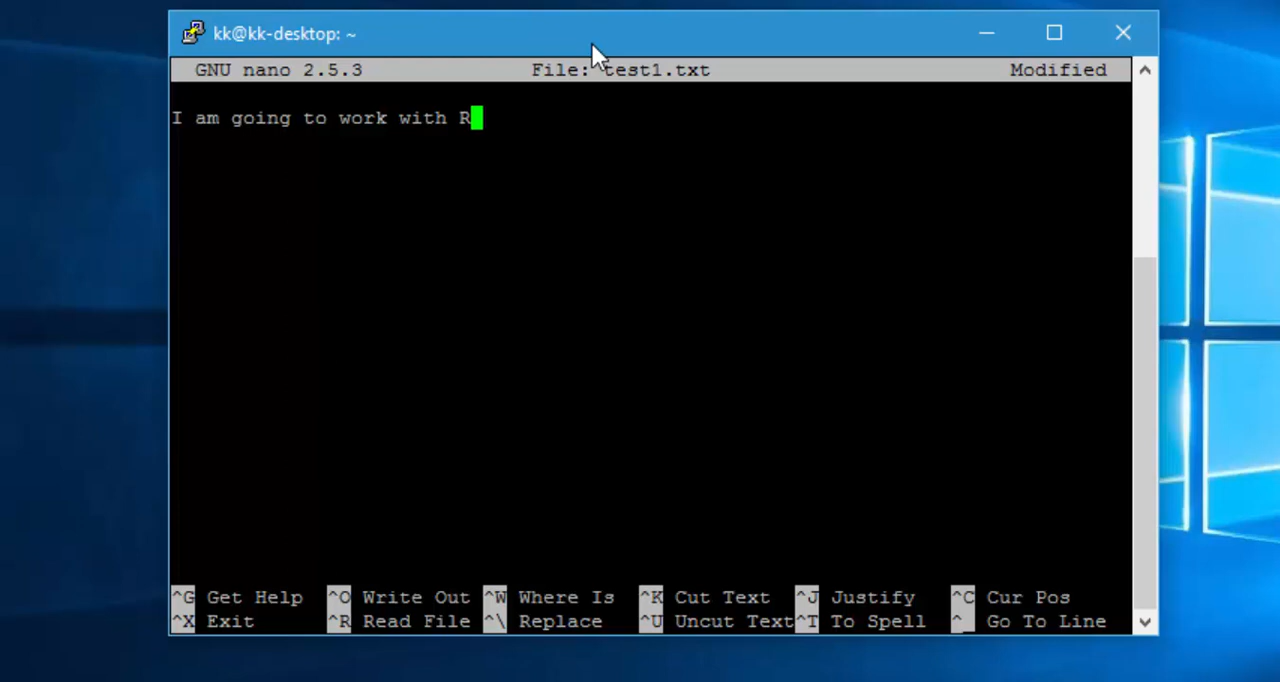 kk@kk-desktop: ~
GNU nano 2.5.3 File: test1.txt Modified
I am going to work with R
^G Get Help ^O Write Out ^W Where Is ^K Cut Text ^J Justify ^C Cur Pos
^X Exit ^R Read File ^\ Replace ^U Uncut Text ^T To Spell ^_ Go To Line